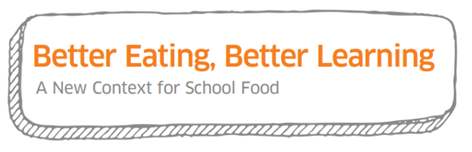 Better Eating, Better Learning
A New Context for School Food